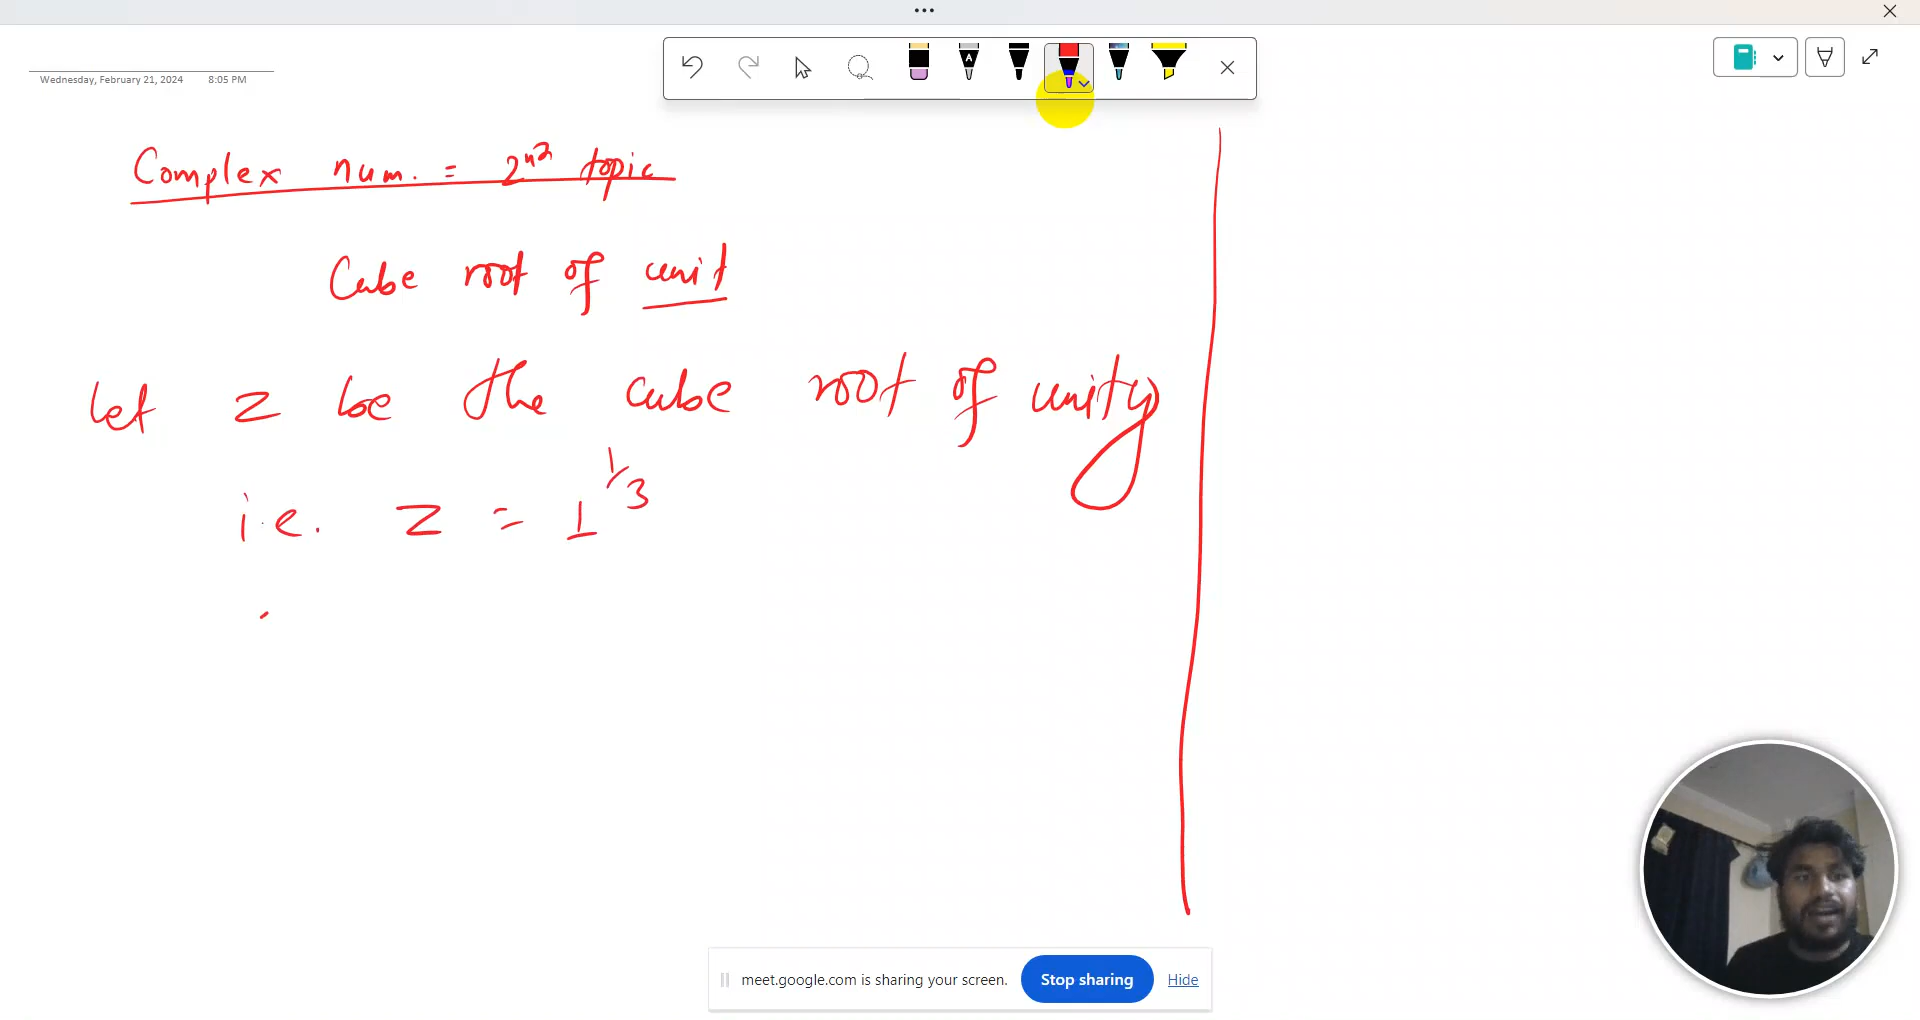 Wednesday, February 21, 2024 8:05 PM
Complex num. = 2nd topic
Cube root of unit
Let z be the cube root of unity
i.e. z = 1^1/3
meet.google.com is sharing your screen. Stop sharing Hide